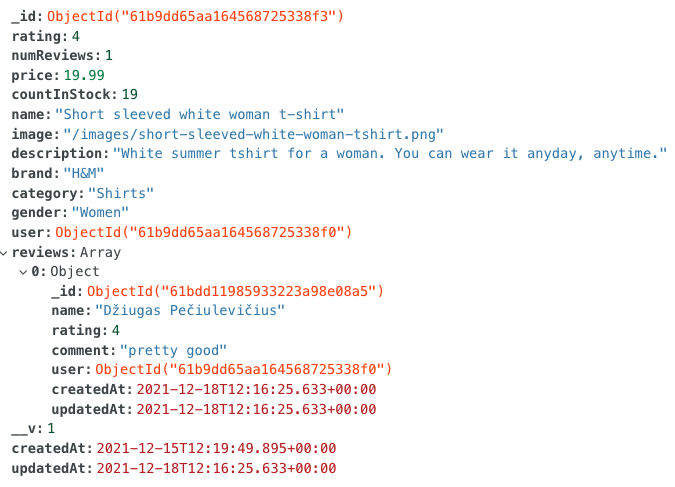 _id: ObjectId("61b9dd65aa164568725338f3")
rating: 4
numReviews: 1
price: 19.99
countInStock: 19
name: "Short sleeved white woman t-shirt"
image: "/images/short-sleeved-white-woman-tshirt.png"
description: "White summer tshirt for a woman. You can wear it anyday, anytime."
brand: "H&M"
category: "Shirts"
gender: "Women"
user: ObjectId("61b9dd65aa164568725338f0")
reviews: Array
0: Object
_id: ObjectId("61bdd11985933223a98e08a5")
name: "Džiugas Pečiulevičius"
rating: 4
comment: "pretty good"
user: ObjectId("61b9dd65aa164568725338f0")
createdAt: 2021-12-18T12:16:25.633+00:00
updatedAt: 2021-12-18T12:16:25.633+00:00
__v: 1
createdAt: 2021-12-15T12:19:49.895+00:00
updatedAt: 2021-12-18T12:16:25.633+00:00